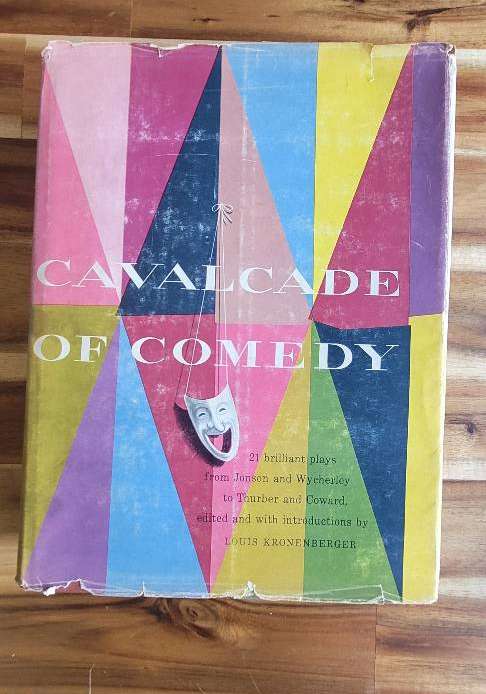 CAVALCADE
OF COMEDY
21 brilliant plays
from Jonson and Wycherley
to Thurber and Coward,
edited and with introductions by
LOUIS KRONENBERGER